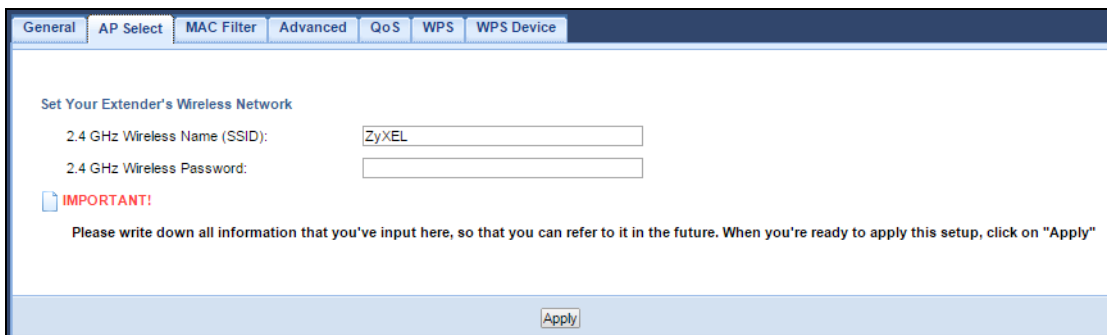 General AP Select MAC Filter Advanced QoS WPS WPS Device
Set Your Extender's Wireless Network
2.4 GHz Wireless Name (SSID): ZyXEL
2.4 GHz Wireless Password:
IMPORTANT!
Please write down all information that you've input here, so that you can refer to it in the future. When you're ready to apply this setup, click on "Apply"
Apply